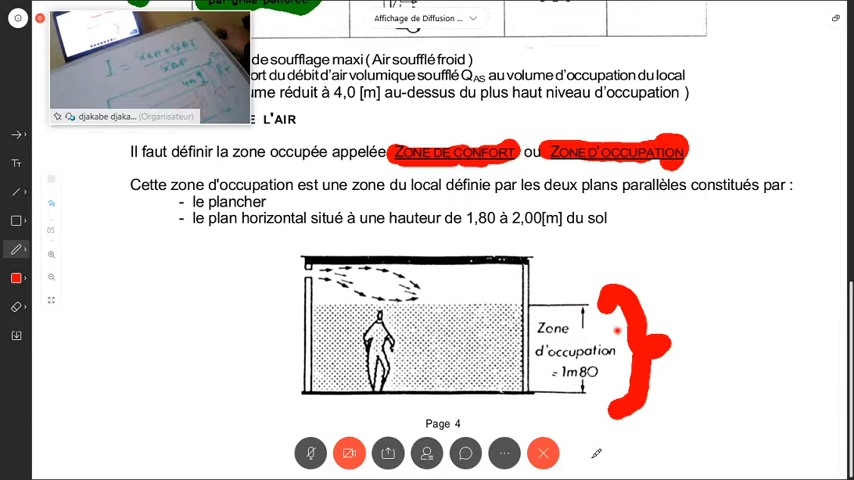 par grille perforée
Affichage de Diffusion ...
de soufflage maxi ( Air soufflé froid )
ort du débit d'air volumique soufflé QAS au volume d'occupation du local
ume réduit à 4,0 [m] au-dessus du plus haut niveau d'occupation )
djakabe djaka... (Organisateur)
E L'AIR
Il faut définir la zone occupée appelée ZONE DE CONFORT ou ZONE D'OCCUPATION
Cette zone d'occupation est une zone du local définie par les deux plans parallèles constitués par :
- le plancher
- le plan horizontal situé à une hauteur de 1,80 à 2,00[m] du sol
Zone
d'occupation
= 1m80
Page 4
05